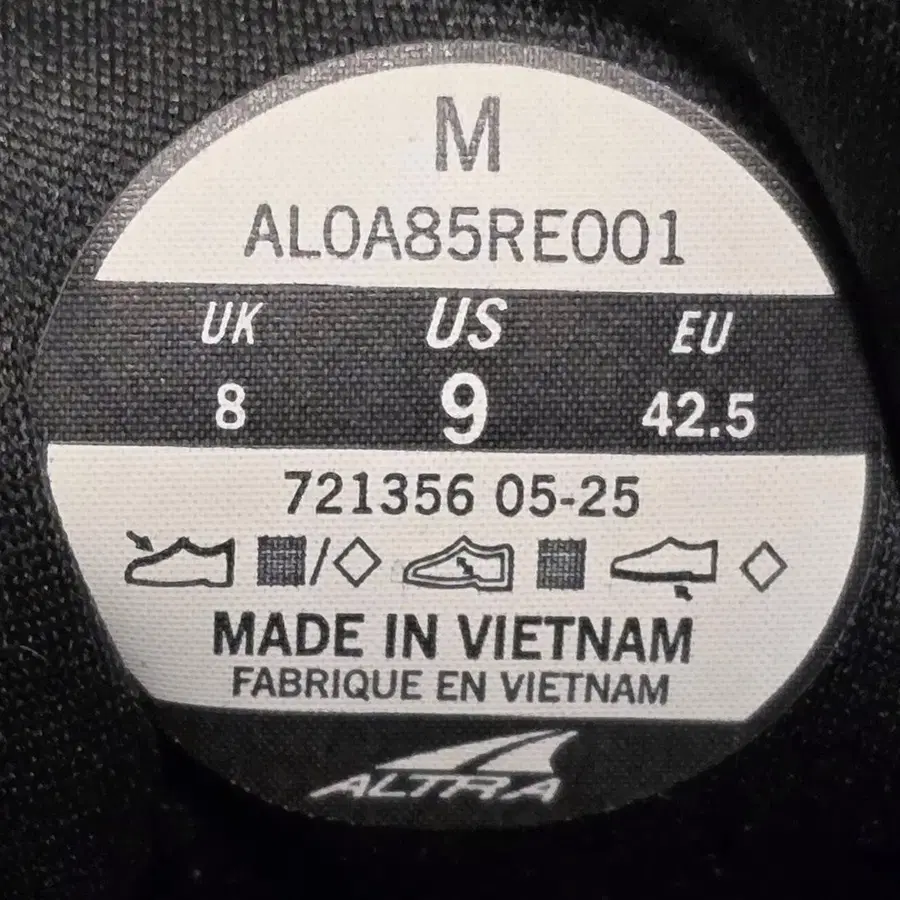 M
AL0A85RE001
UK US EU
8 9 42.5
721356 05-25
/
MADE IN VIETNAM
FABRIQUE EN VIETNAM
ALTRA